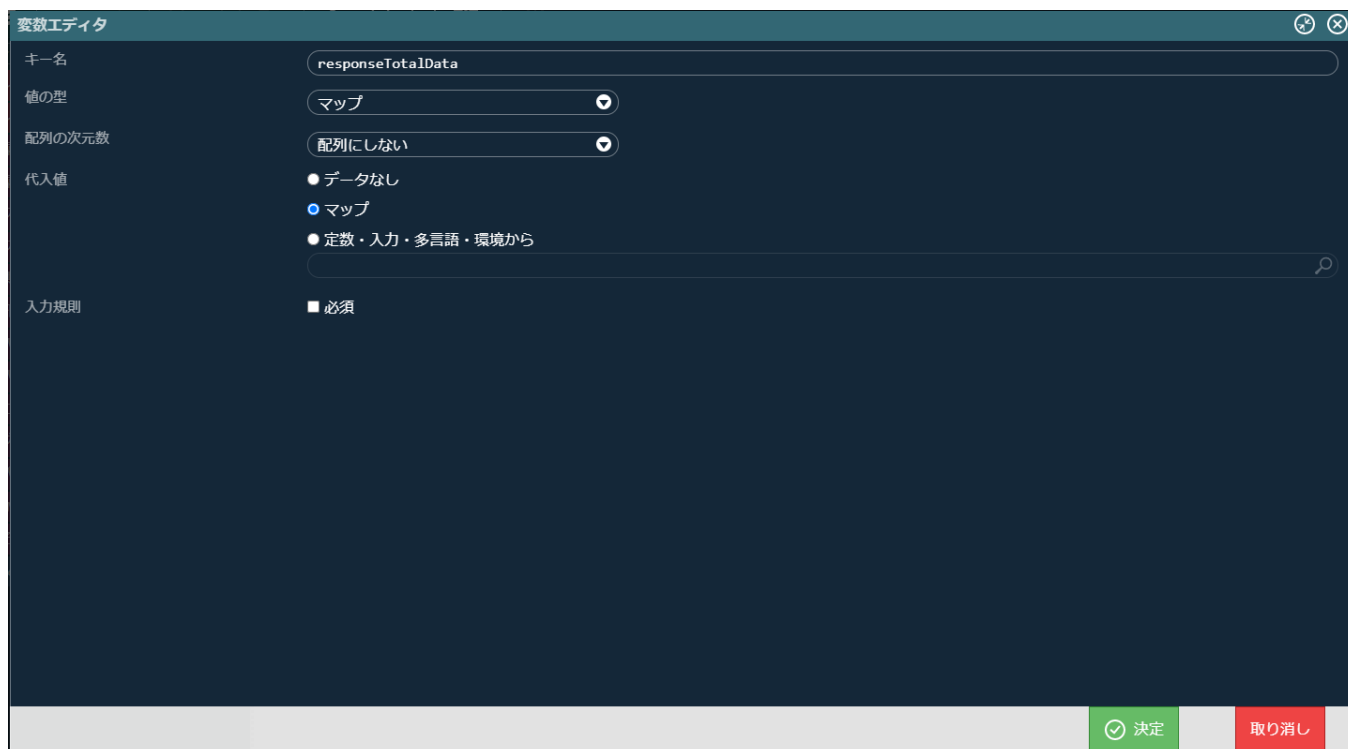 変数エディタ
キー名
responseTotalData
値の型
マップ
配列の次元数
配列にしない
代入値
データなし
マップ
定数・入力・多言語・環境から
入力規則
必須
決定
取り消し